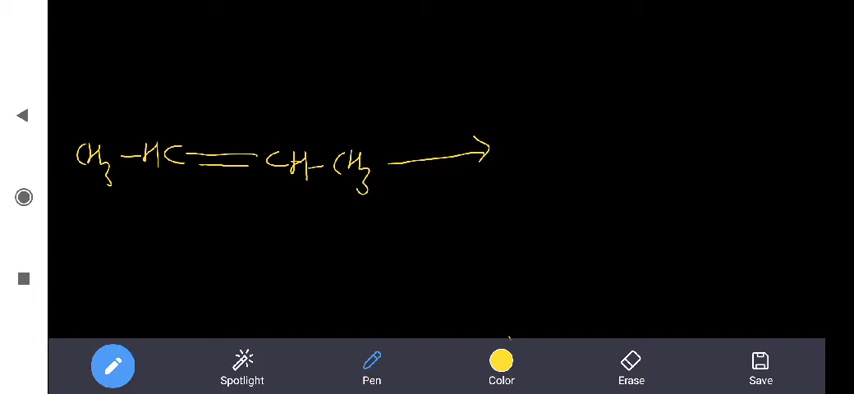 CH3 – HC = CH – CH3 →
Spotlight Pen Color Erase Save